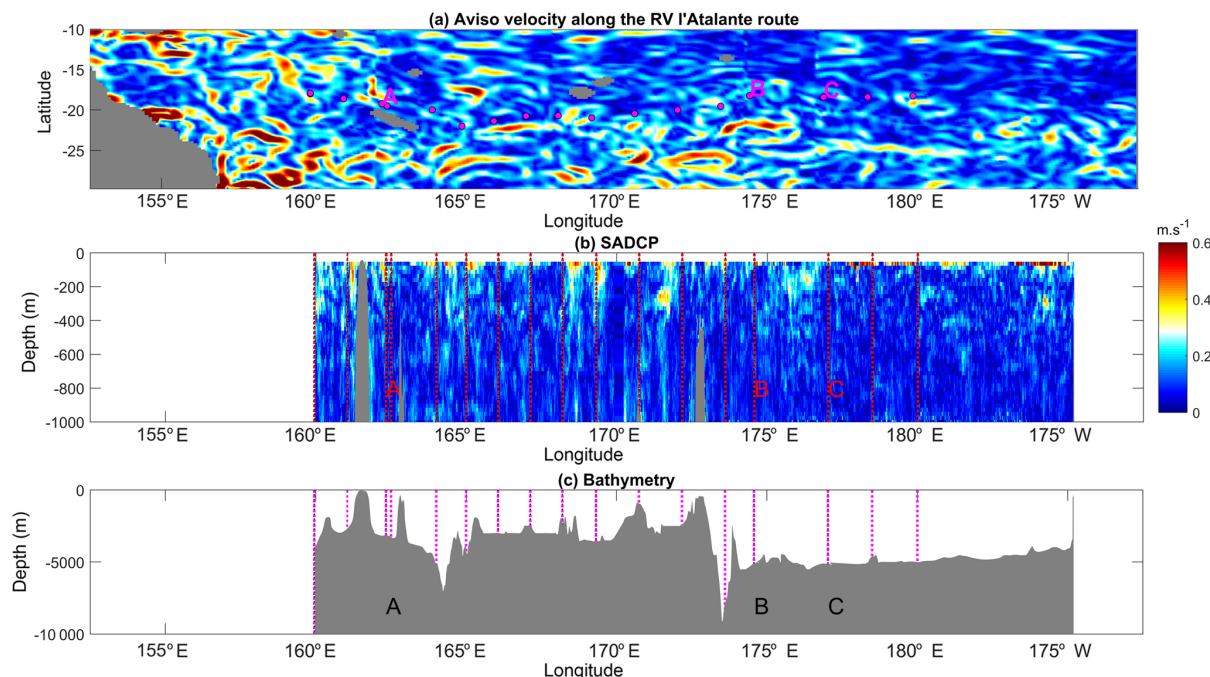 (a) Aviso velocity along the RV l'Atalante route
-10
-15
-20
-25
Latitude
A
B
C
155° E
160° E
165° E
170° E
175° E
180° E
175° W
Longitude
(b) SADCP
0
-200
-400
-600
-800
-1000
Depth (m)
A
B
C
155° E
160° E
165° E
170° E
175° E
180° E
175° W
Longitude
m.s⁻¹
0.6
0.4
0.2
0
(c) Bathymetry
0
-5000
-10 000
Depth (m)
A
B
C
155° E
160° E
165° E
170° E
175° E
180° E
175° W
Longitude